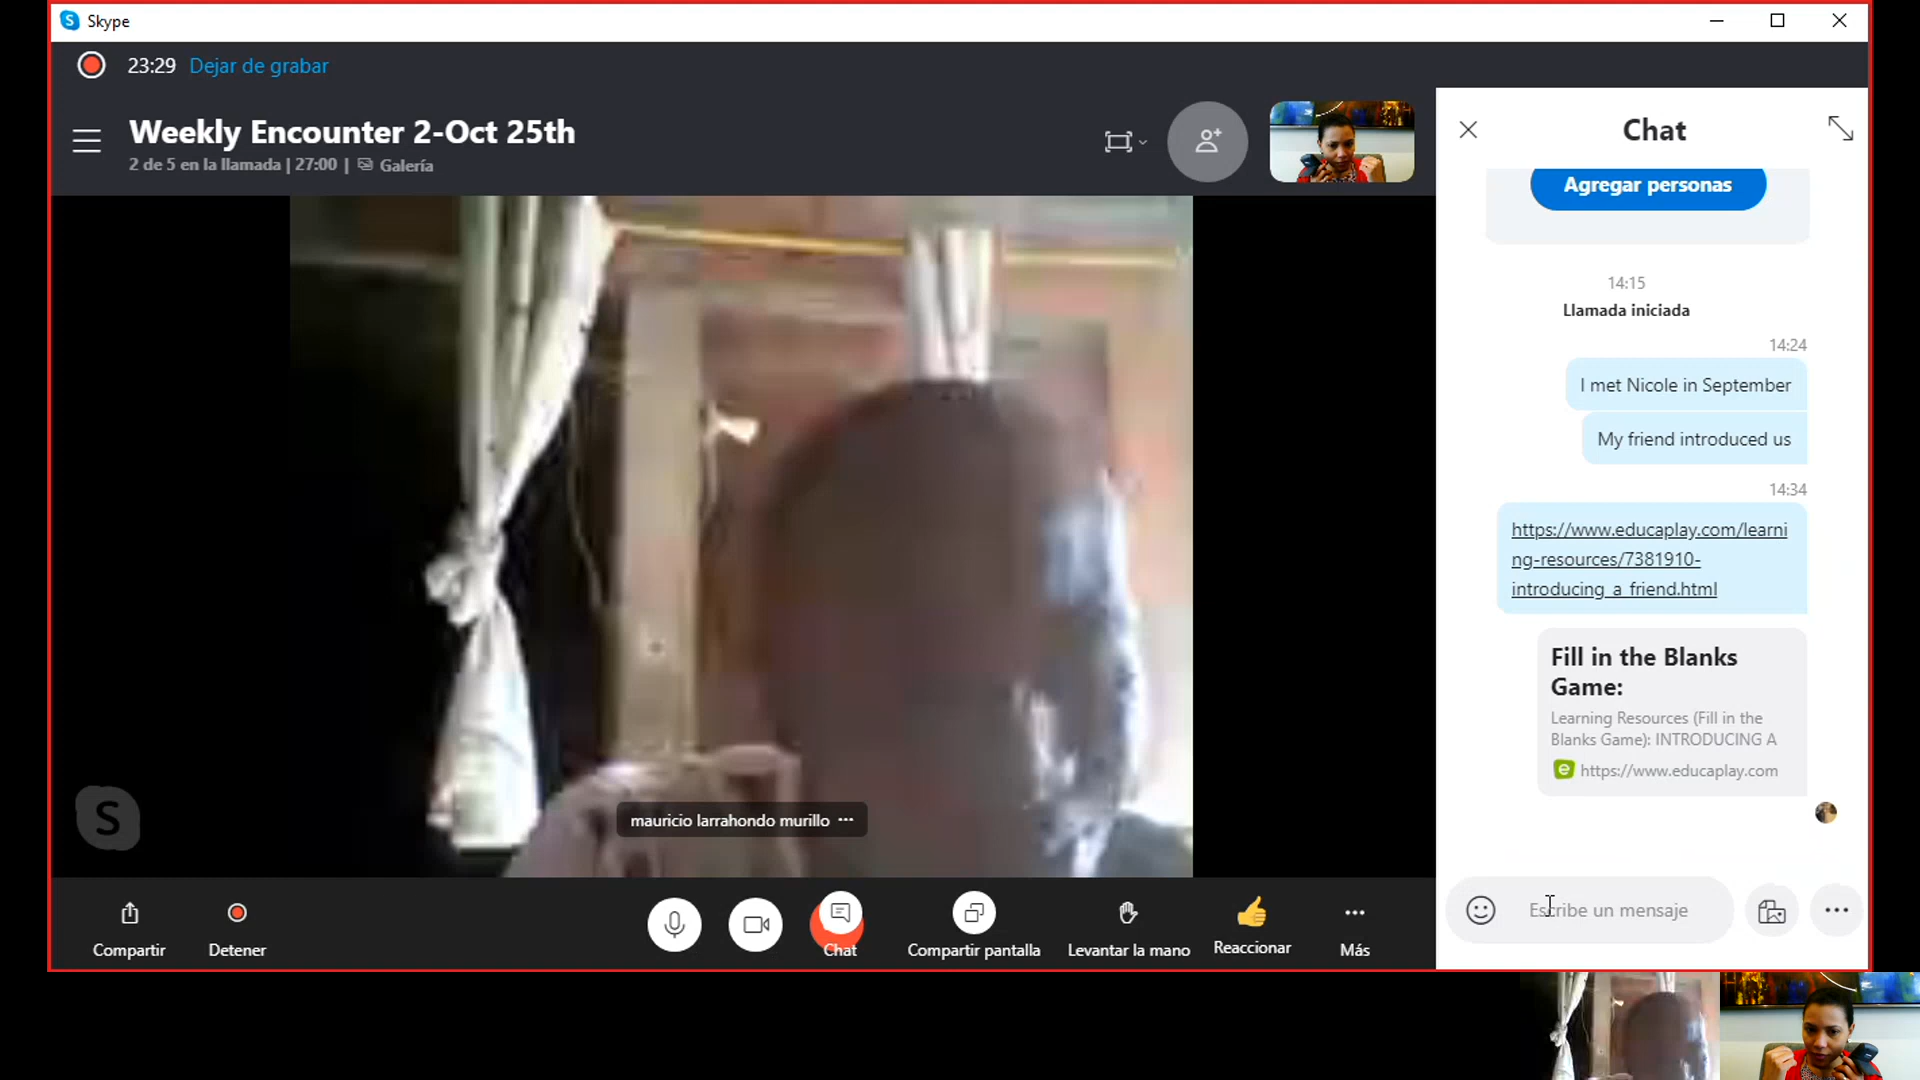 Skype
23:29 Dejar de grabar
Weekly Encounter 2-Oct 25th
2 de 5 en la llamada | 27:00 | Galería
mauricio larrahondo murillo ···
Compartir
Detener
Chat
Compartir pantalla
Levantar la mano
Reaccionar
Más
Chat
Agregar personas
14:15
Llamada iniciada
14:24
I met Nicole in September
My friend introduced us
14:34
https://www.educaplay.com/learni
ng-resources/7381910-
introducing_a_friend.html
Fill in the Blanks
Game:
Learning Resources (Fill in the
Blanks Game): INTRODUCING A
https://www.educaplay.com
Escribe un mensaje